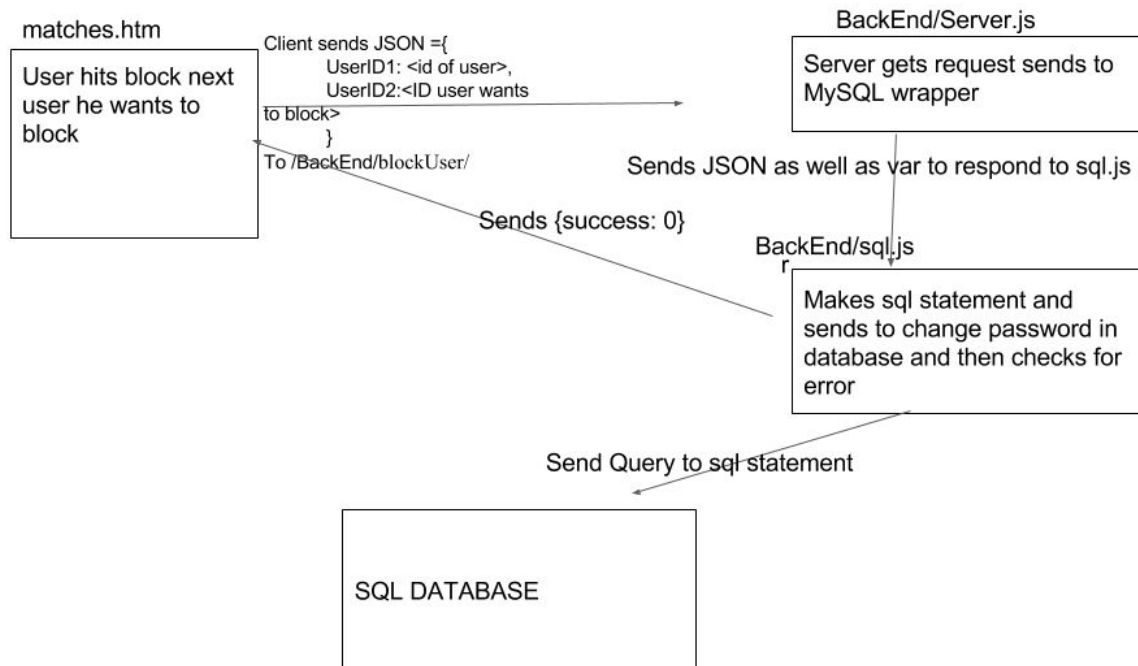 matches.htm
User hits block next
user he wants to
block
Client sends JSON ={
UserID1: <id of user>,
UserID2:<ID user wants
to block>
}
To /BackEnd/blockUser/
BackEnd/Server.js
Server gets request sends to
MySQL wrapper
Sends JSON as well as var to respond to sql.js
Sends {success: 0}
BackEnd/sql.js
r
Makes sql statement and
sends to change password in
database and then checks for
error
Send Query to sql statement
SQL DATABASE